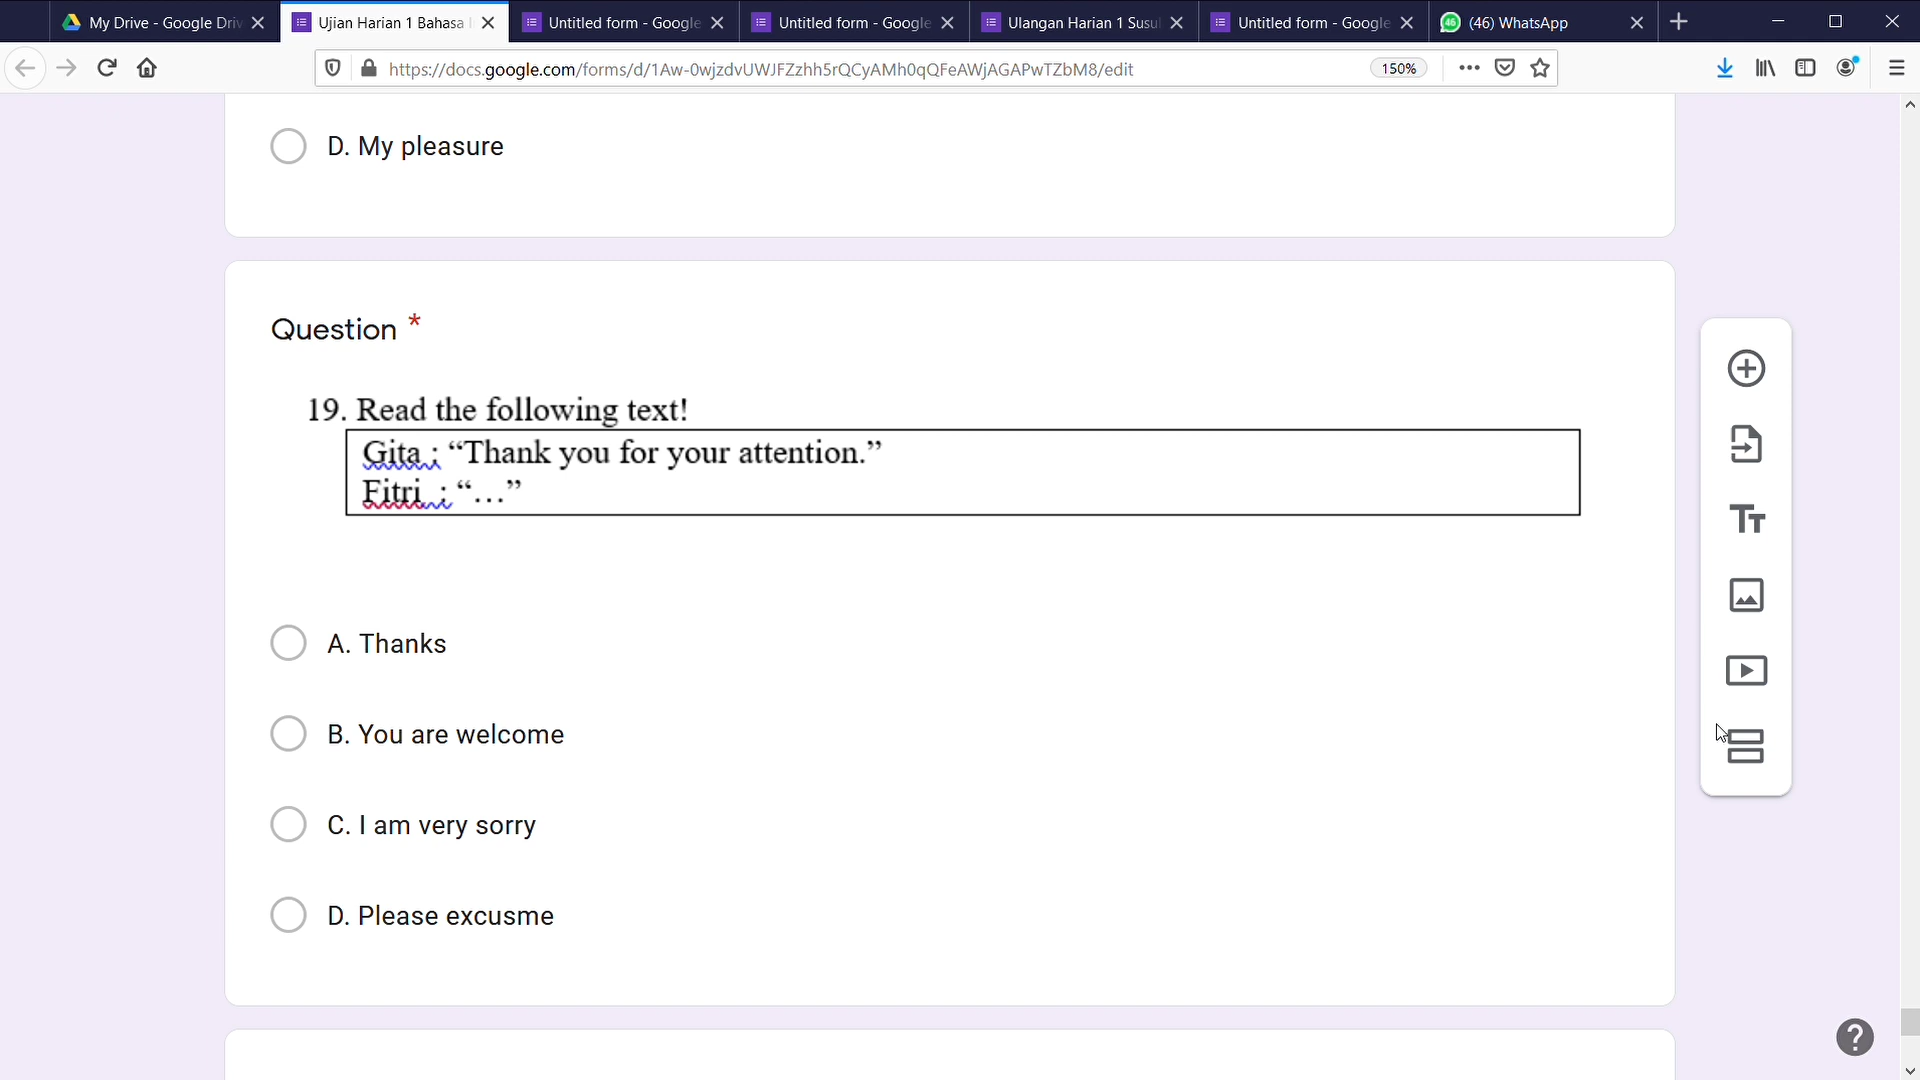 My Drive - Google Driv
Ujian Harian 1 Bahasa I
Untitled form - Google
Untitled form - Google
Ulangan Harian 1 Susu
Untitled form - Google
46
(46) WhatsApp
https://docs.google.com/forms/d/1Aw-0wjzdvUWJFZzhh5rQCyAMh0qQFeAWjAGAPwTZbM8/edit
150%
D. My pleasure
Question *
19. Read the following text!
Gita : “Thank you for your attention.”
Fitri : “…”
A. Thanks
B. You are welcome
C. I am very sorry
D. Please excusme